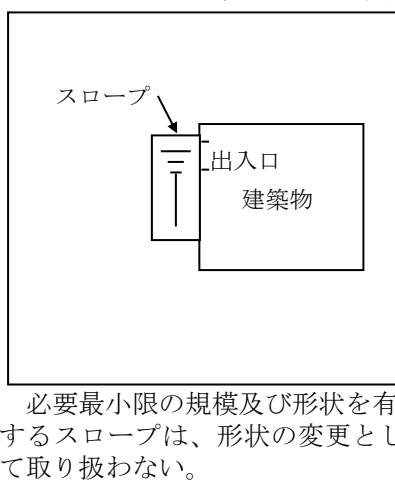 スロープ
出入口
建築物
必要最小限の規模及び形状を有
するスロープは、形状の変更とし
て取り扱わない。